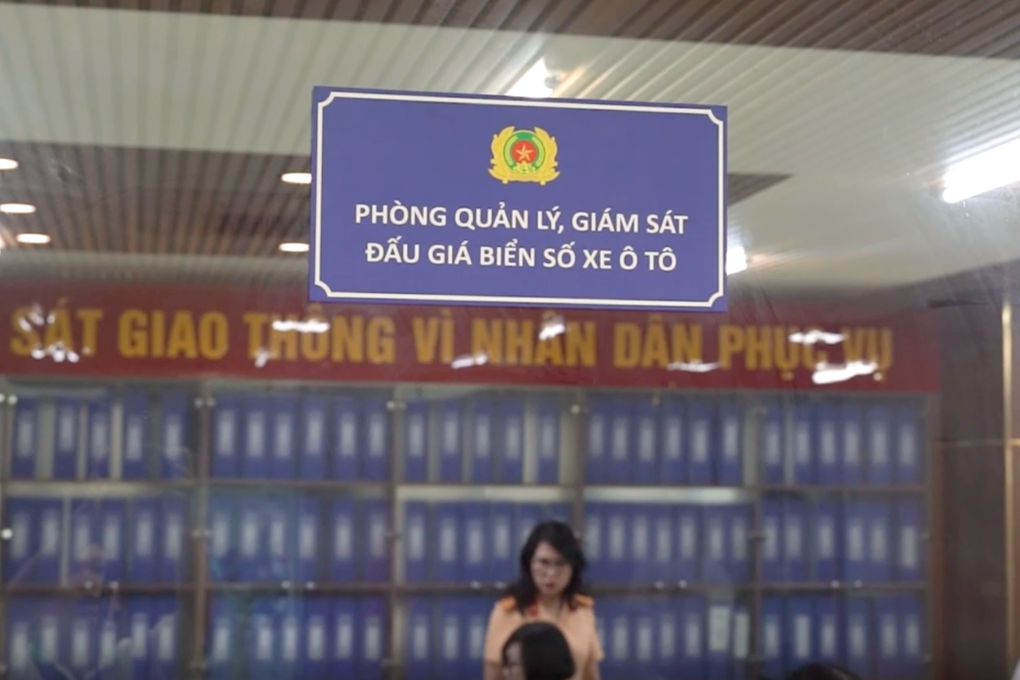 PHÒNG QUẢN LÝ, GIÁM SÁT
ĐẤU GIÁ BIỂN SỐ XE Ô TÔ
SÁT GIAO THÔNG VÌ NHÂN DÂN PHỤC VỤ